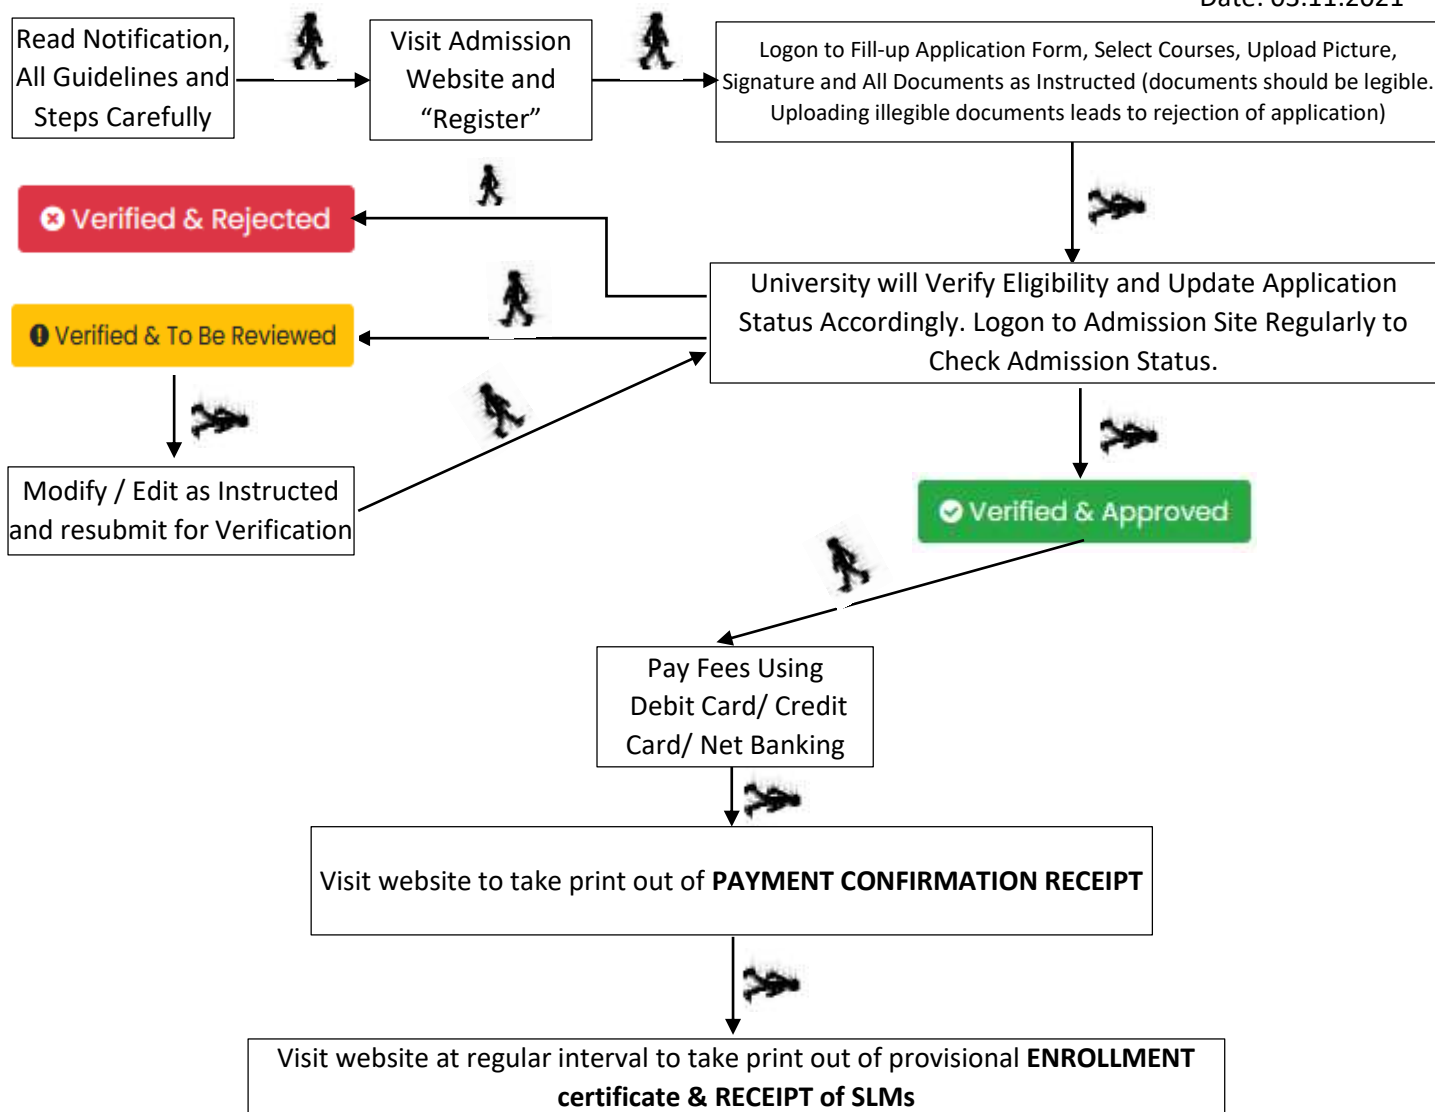 Date: 03.11.2021
Read Notification,
All Guidelines and
Steps Carefully
Visit Admission
Website and
“Register”
Logon to Fill-up Application Form, Select Courses, Upload Picture,
Signature and All Documents as Instructed (documents should be legible.
Uploading illegible documents leads to rejection of application)
Verified & Rejected
University will Verify Eligibility and Update Application
Status Accordingly. Logon to Admission Site Regularly to
Check Admission Status.
Verified & To Be Reviewed
Modify / Edit as Instructed
and resubmit for Verification
Verified & Approved
Pay Fees Using
Debit Card/ Credit
Card/ Net Banking
Visit website to take print out of PAYMENT CONFIRMATION RECEIPT
Visit website at regular interval to take print out of provisional ENROLLMENT
certificate & RECEIPT of SLMs